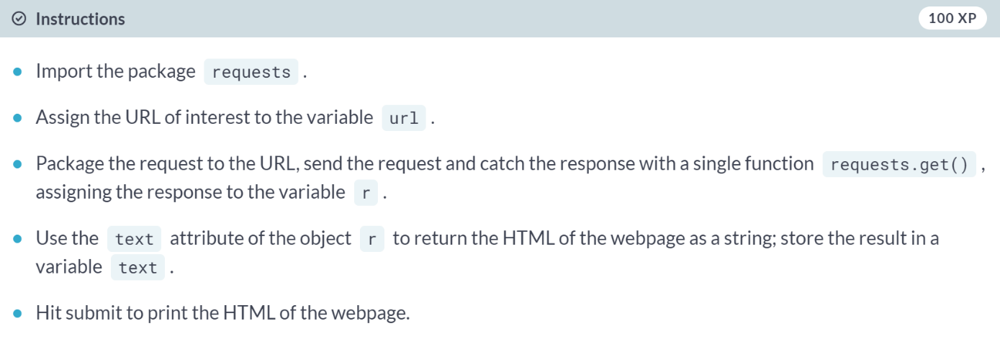 Instructions
100 XP
Import the package requests .
Assign the URL of interest to the variable url .
Package the request to the URL, send the request and catch the response with a single function requests.get() ,
assigning the response to the variable r .
Use the text attribute of the object r to return the HTML of the webpage as a string; store the result in a
variable text .
Hit submit to print the HTML of the webpage.